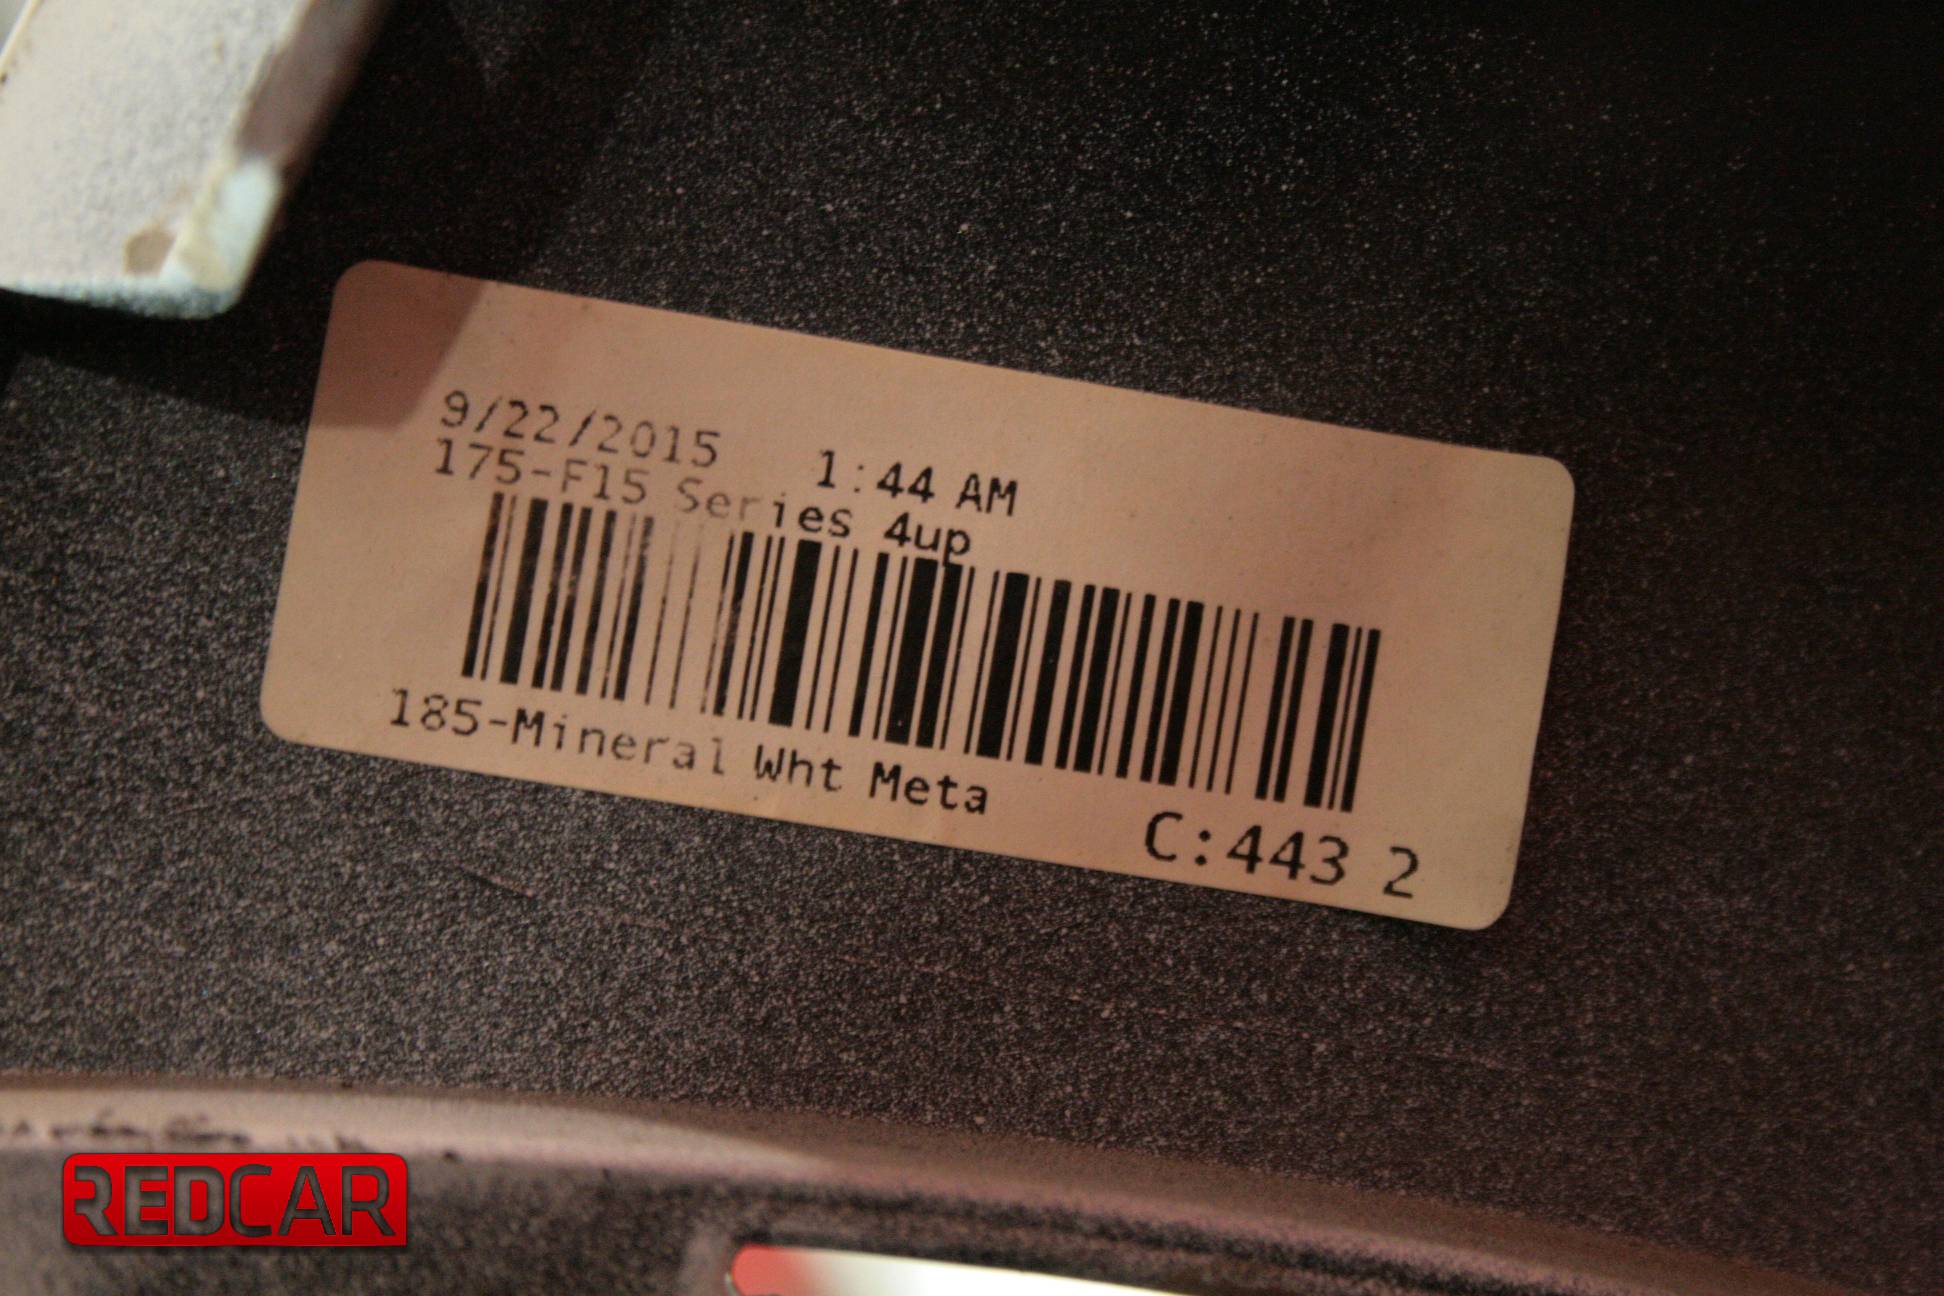 9/22/2015 1:44 AM
175-F15 Series 4up
185-Mineral Wht Meta
C:443 2
REDCAR